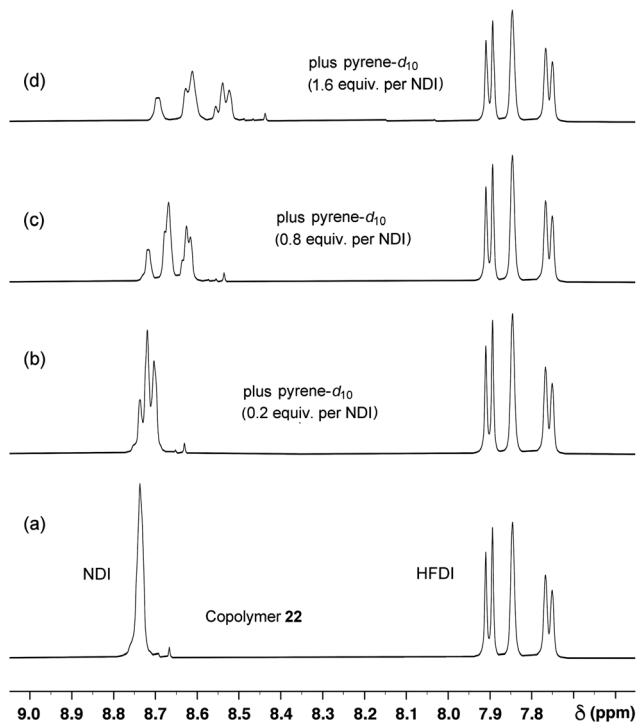 (d)
plus pyrene-d10
(1.6 equiv. per NDI)
(c)
plus pyrene-d10
(0.8 equiv. per NDI)
(b)
plus pyrene-d10
(0.2 equiv. per NDI)
(a)
NDI
HFDI
Copolymer 22
9.0 8.9 8.8 8.7 8.6 8.5 8.4 8.3 8.2 8.1 8.0 7.9 7.8 δ (ppm)